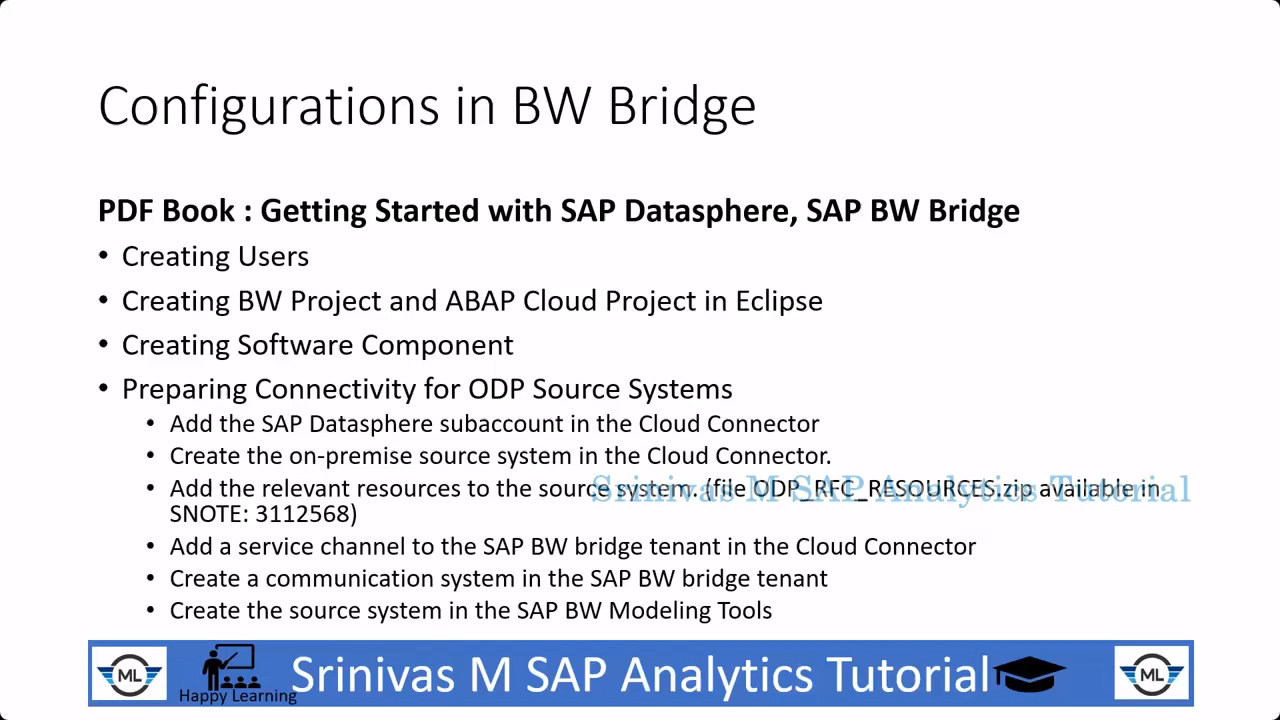 Configurations in BW Bridge
PDF Book : Getting Started with SAP Datasphere, SAP BW Bridge
• Creating Users
• Creating BW Project and ABAP Cloud Project in Eclipse
• Creating Software Component
• Preparing Connectivity for ODP Source Systems
• Add the SAP Datasphere subaccount in the Cloud Connector
• Create the on-premise source system in the Cloud Connector.
• Add the relevant resources to the source system. (file ODP_RFC_RESOURCES.zip available in
SNOTE: 3112568)
Srinivas M SAP Analytics Tutorial
• Add a service channel to the SAP BW bridge tenant in the Cloud Connector
• Create a communication system in the SAP BW bridge tenant
• Create the source system in the SAP BW Modeling Tools
ML
Happy Learning
Srinivas M SAP Analytics Tutorial
ML